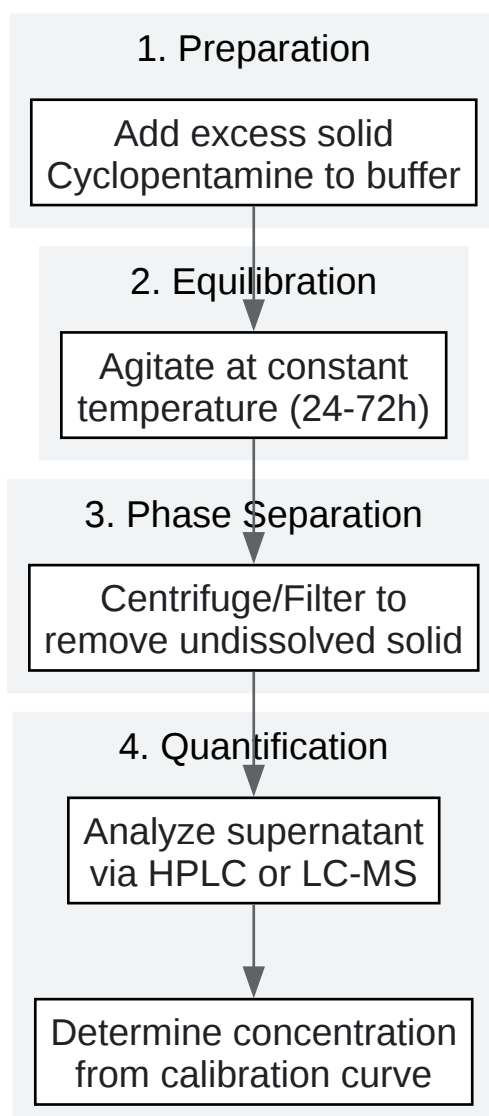 1. Preparation
Add excess solid
Cyclopentamine to buffer
2. Equilibration
Agitate at constant
temperature (24-72h)
3. Phase Separation
Centrifuge/Filter to
remove undissolved solid
4. Quantification
Analyze supernatant
via HPLC or LC-MS
Determine concentration
from calibration curve